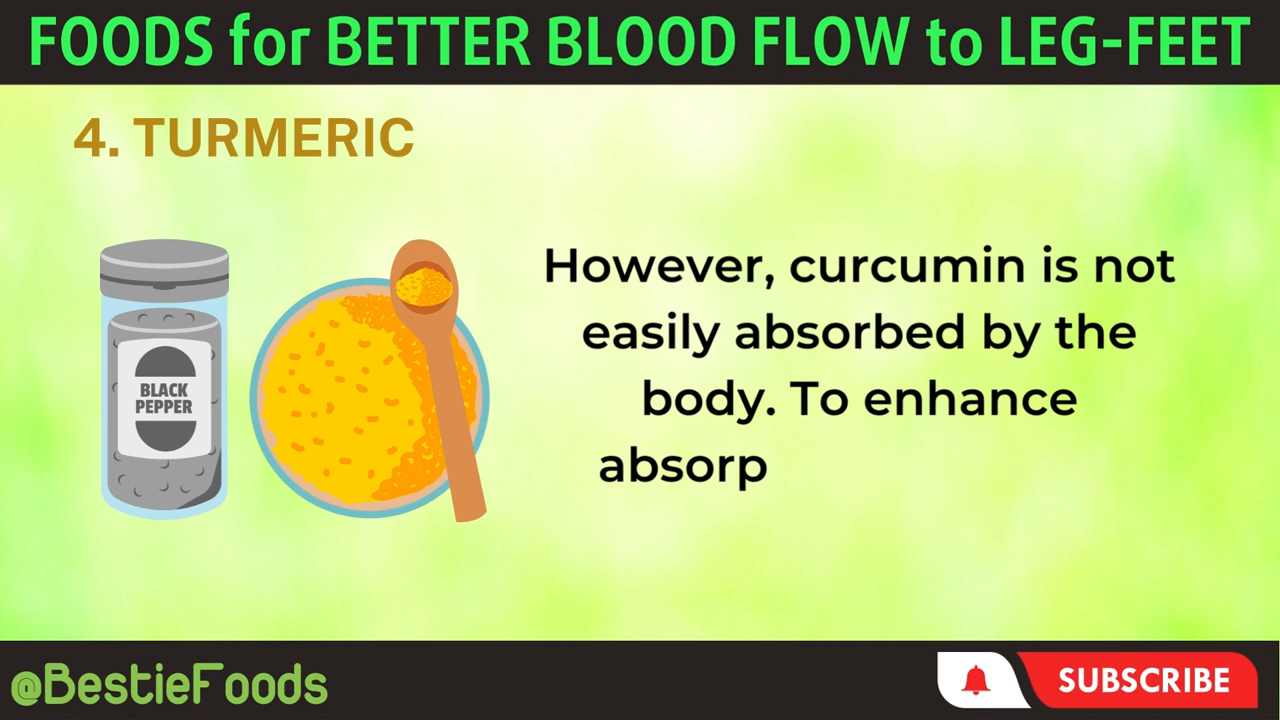 FOODS for BETTER BLOOD FLOW to LEG-FEET
4. TURMERIC
BLACK
PEPPER
However, curcumin is not
easily absorbed by the
body. To enhance
absorp
@BestieFoods
SUBSCRIBE